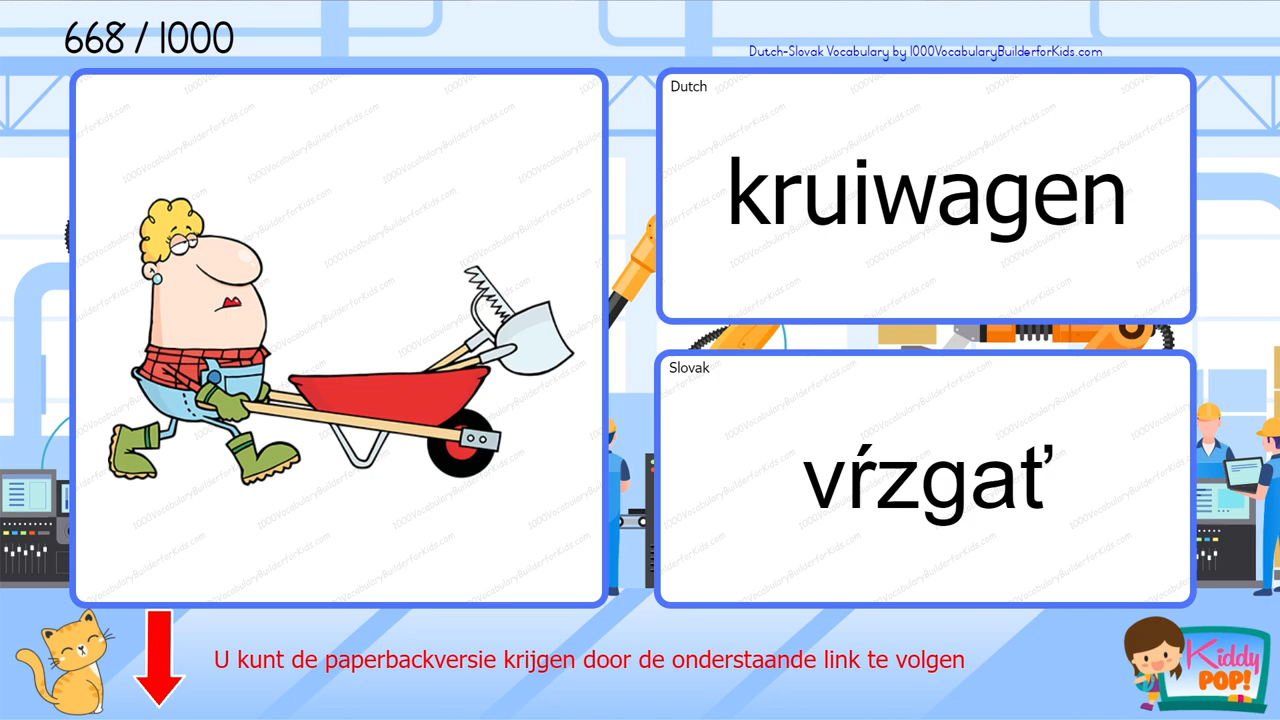 668 / 1000
Dutch-Slovak Vocabulary by 1000VocabularyBuilderforKids.com
Dutch
kruiwagen
Slovak
vŕzgať
U kunt de paperbackversie krijgen door de onderstaande link te volgen
Kiddy
POP!